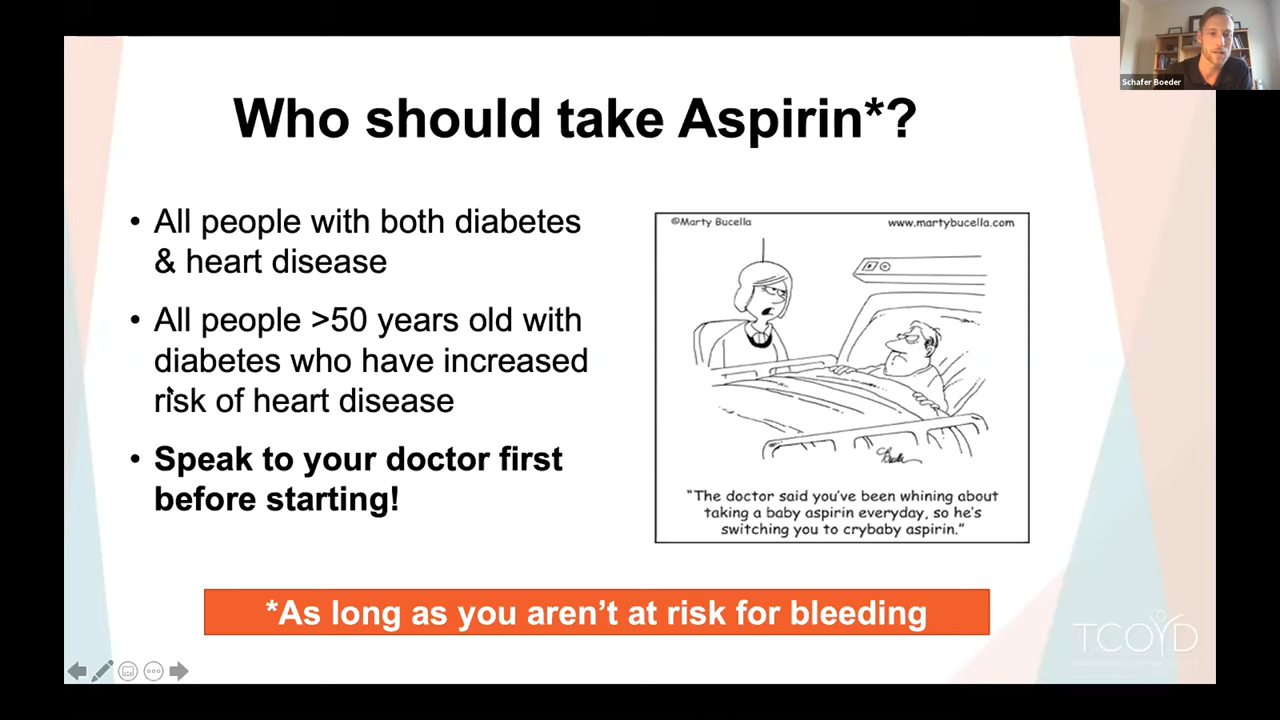 Schafer Boeder
Who should take Aspirin*?
• All people with both diabetes
& heart disease
• All people >50 years old with
diabetes who have increased
risk of heart disease
• Speak to your doctor first
before starting!
©Marty Bucella
www.martybucella.com
"The doctor said you've been whining about
taking a baby aspirin everyday, so he's
switching you to crybaby aspirin."
*As long as you aren't at risk for bleeding
TCOYD